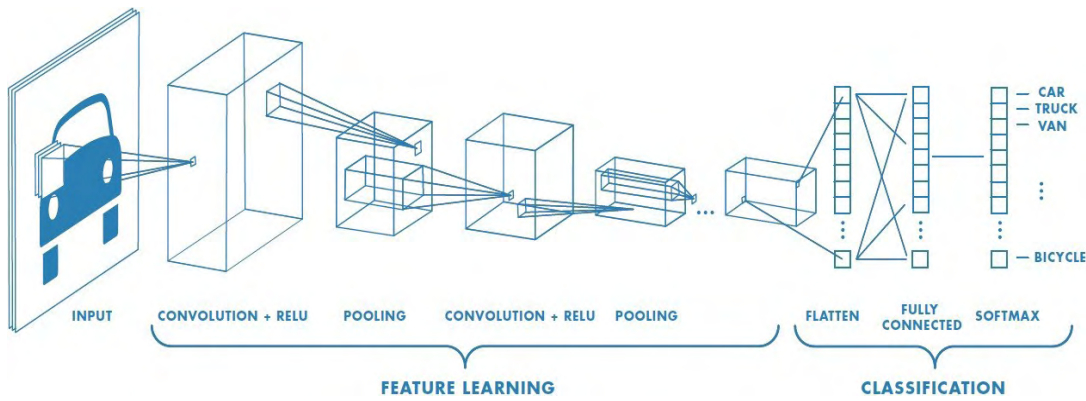 CAR
TRUCK
VAN
BICYCLE
INPUT
CONVOLUTION + RELU
POOLING
CONVOLUTION + RELU
POOLING
FLATTEN
FULLY
CONNECTED
SOFTMAX
FEATURE LEARNING
CLASSIFICATION